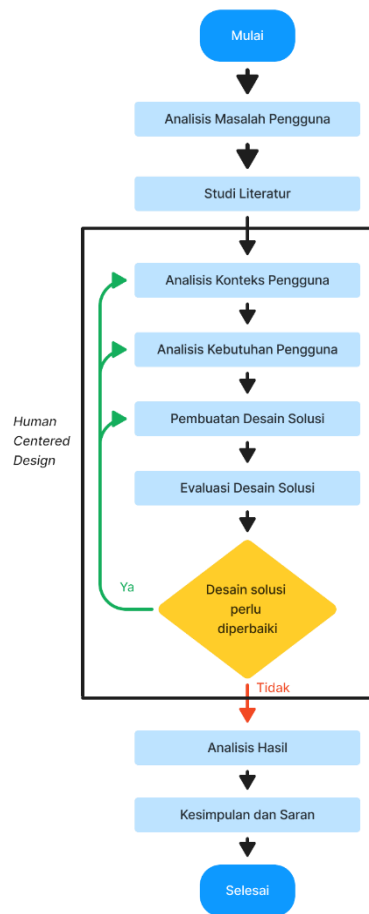 Mulai
Analisis Masalah Pengguna
Studi Literatur
Analisis Konteks Pengguna
Analisis Kebutuhan Pengguna
Pembuatan Desain Solusi
Human
Centered
Design
Evaluasi Desain Solusi
Ya
Desain solusi
perlu
diperbaiki
Tidak
Analisis Hasil
Kesimpulan dan Saran
Selesai